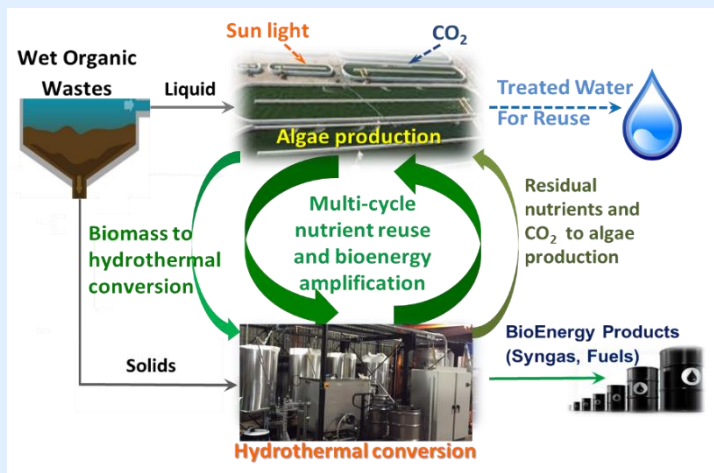 Sun light
CO₂
Wet Organic
Wastes
Liquid
Treated Water
For Reuse
Algae production
Multi-cycle
nutrient reuse
and bioenergy
amplification
Residual
nutrients and
CO₂ to algae
production
Biomass to
hydrothermal
conversion
BioEnergy Products
(Syngas, Fuels)
Solids
Hydrothermal conversion